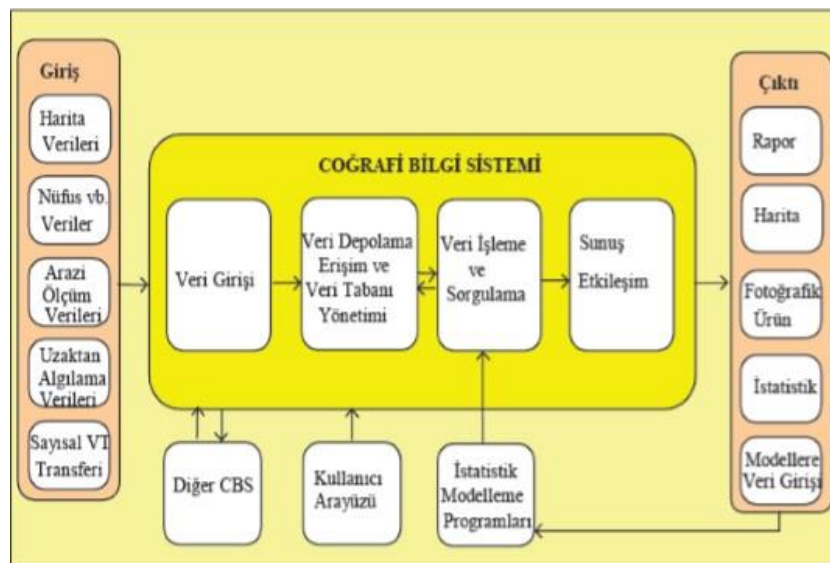 Giriş
Harita
Verileri
Nüfus vb.
Veriler
Arazi
Ölçüm
Verileri
Uzaktan
Algılama
Verileri
Sayısal VT
Transferi
COĞRAFİ BİLGİ SİSTEMİ
Veri Girişi
Veri Depolama
Erişim ve
Veri Tabanı
Yönetimi
Veri İşleme
ve
Sorgulama
Sunuş
Etkileşim
Diğer CBS
Kullanıcı
Arayüzü
İstatistik
Modelleme
Programları
Çıktı
Rapor
Harita
Fotoğrafik
Ürün
İstatistik
Modellere
Veri Girişi